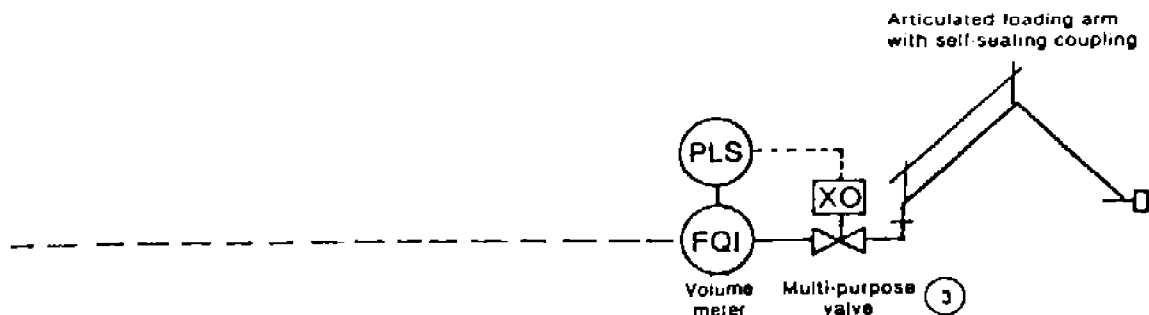 Articulated loading arm
with self-sealing coupling
PLS
XO
FQI
Volume
meter
Multi-purpose
valve
3